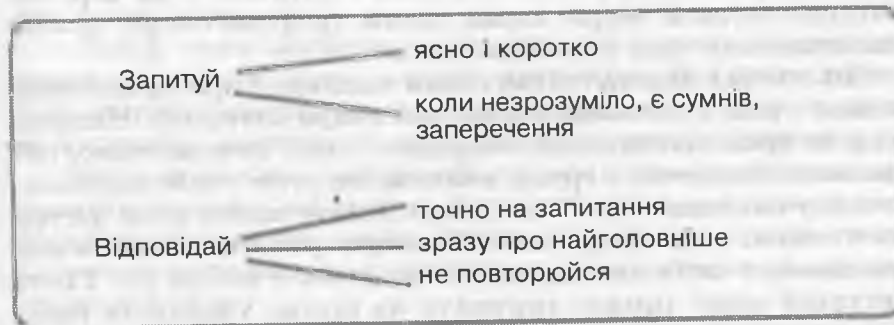 Запитуй
ясно і коротко
коли незрозуміло, є сумнів,
заперечення
Відповідай
точно на запитання
зразу про найголовніше
не повторюйся